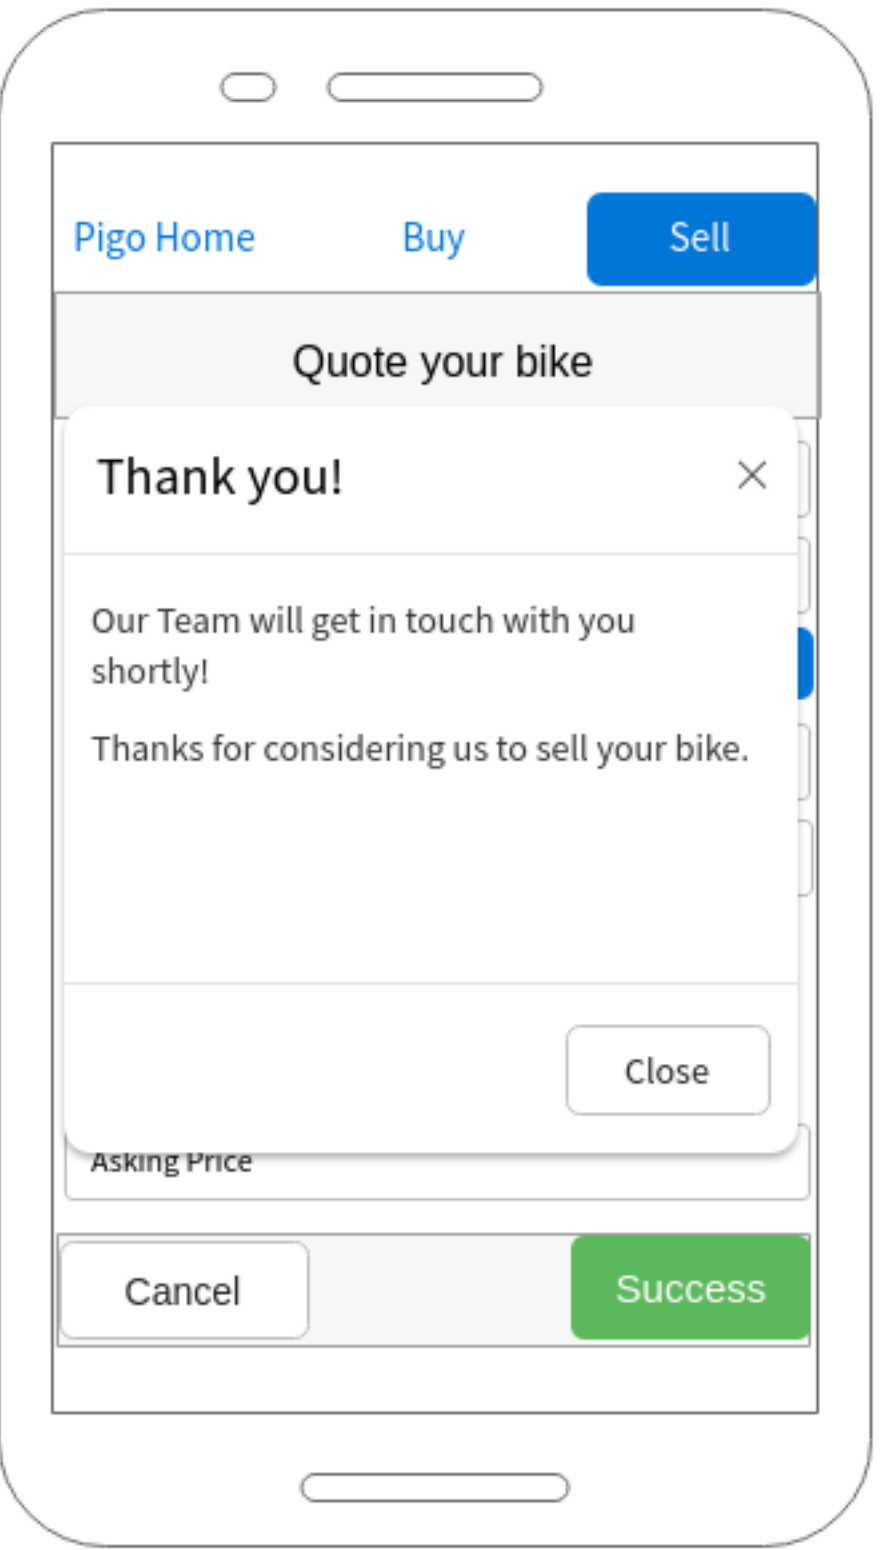 Pigo Home Buy Sell
Quote your bike
Thank you!
Our Team will get in touch with you
shortly!
Thanks for considering us to sell your bike.
Close
Asking Price
Cancel Success